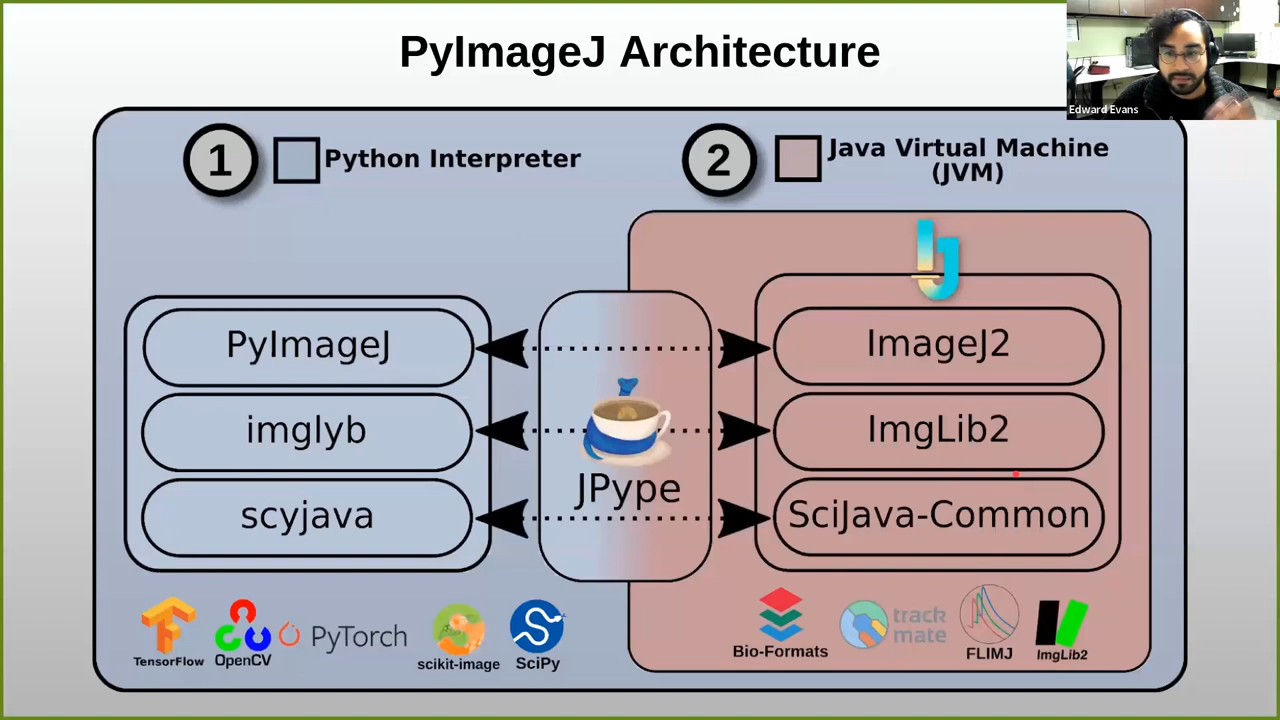 PyImageJ Architecture
Edward Evans
1
Python Interpreter
2
Java Virtual Machine
(JVM)
PyImageJ
ImageJ2
imglyb
ImgLib2
JPype
scyjava
SciJava-Common
TensorFlow
OpenCV
PyTorch
scikit-image
SciPy
Bio-Formats
track
mate
FLIMJ
ImgLib2